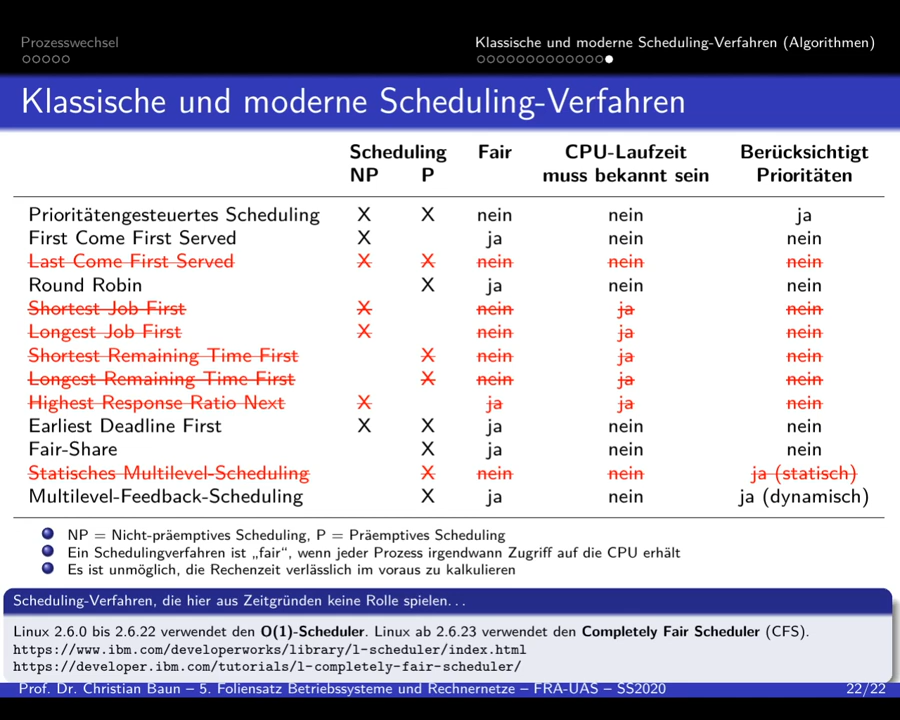 Prozesswechsel
Klassische und moderne Scheduling-Verfahren (Algorithmen)
Klassische und moderne Scheduling-Verfahren
Scheduling Fair CPU-Laufzeit Berücksichtigt
NP P muss bekannt sein Prioritäten
Prioritätengesteuertes Scheduling X X nein nein ja
First Come First Served X ja nein nein
Last Come First Served X X nein nein nein
Round Robin X ja nein nein
Shortest Job First X nein ja nein
Longest Job First X nein ja nein
Shortest Remaining Time First X nein ja nein
Longest Remaining Time First X nein ja nein
Highest Response Ratio Next X ja ja nein
Earliest Deadline First X X ja nein nein
Fair-Share X ja nein nein
Statisches Multilevel-Scheduling X nein nein ja (statisch)
Multilevel-Feedback-Scheduling X ja nein ja (dynamisch)
NP = Nicht-präemptives Scheduling, P = Präemptives Scheduling
Ein Schedulingverfahren ist „fair“, wenn jeder Prozess irgendwann Zugriff auf die CPU erhält
Es ist unmöglich, die Rechenzeit verlässlich im voraus zu kalkulieren
Scheduling-Verfahren, die hier aus Zeitgründen keine Rolle spielen...
Linux 2.6.0 bis 2.6.22 verwendet den O(1)-Scheduler. Linux ab 2.6.23 verwendet den Completely Fair Scheduler (CFS).
https://www.ibm.com/developerworks/library/l-scheduler/index.html
https://developer.ibm.com/tutorials/l-completely-fair-scheduler/
Prof. Dr. Christian Baun – 5. Foliensatz Betriebssysteme und Rechnernetze – FRA-UAS – SS2020 22/22